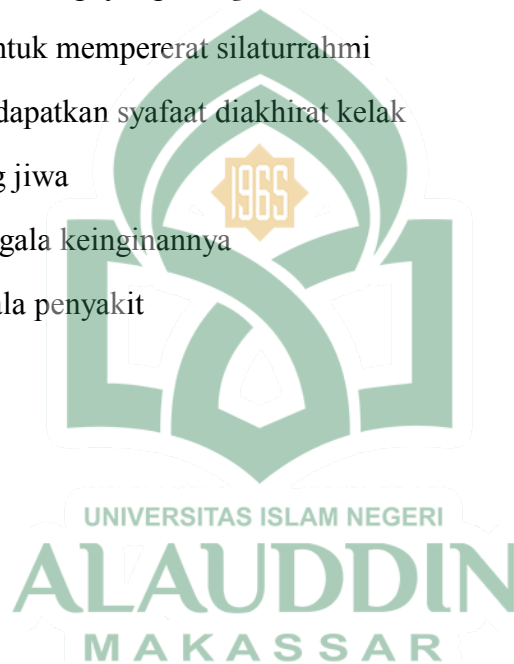 ntuk mempererat silaturrahmi
dapatkan syafaat diakhirat kelak
g jiwa
gala keinginannya
ala penyakit
1965
UNIVERSITAS ISLAM NEGERI
ALAUDDIN
MAKASSAR